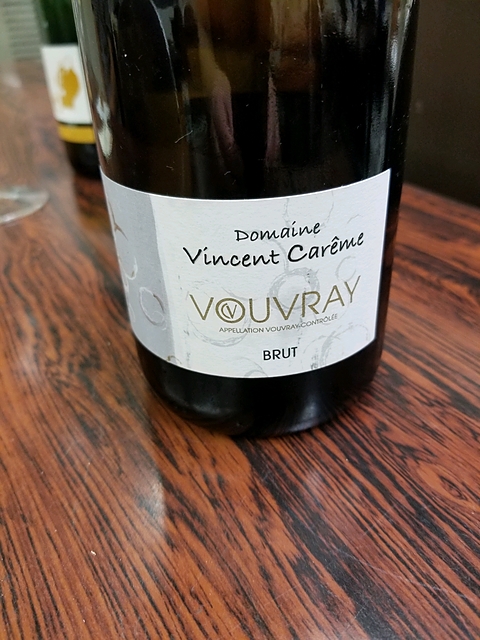 Domaine
Vincent Carême
VOUVRAY
APPELLATION VOUVRAY CONTRÔLÉE
BRUT